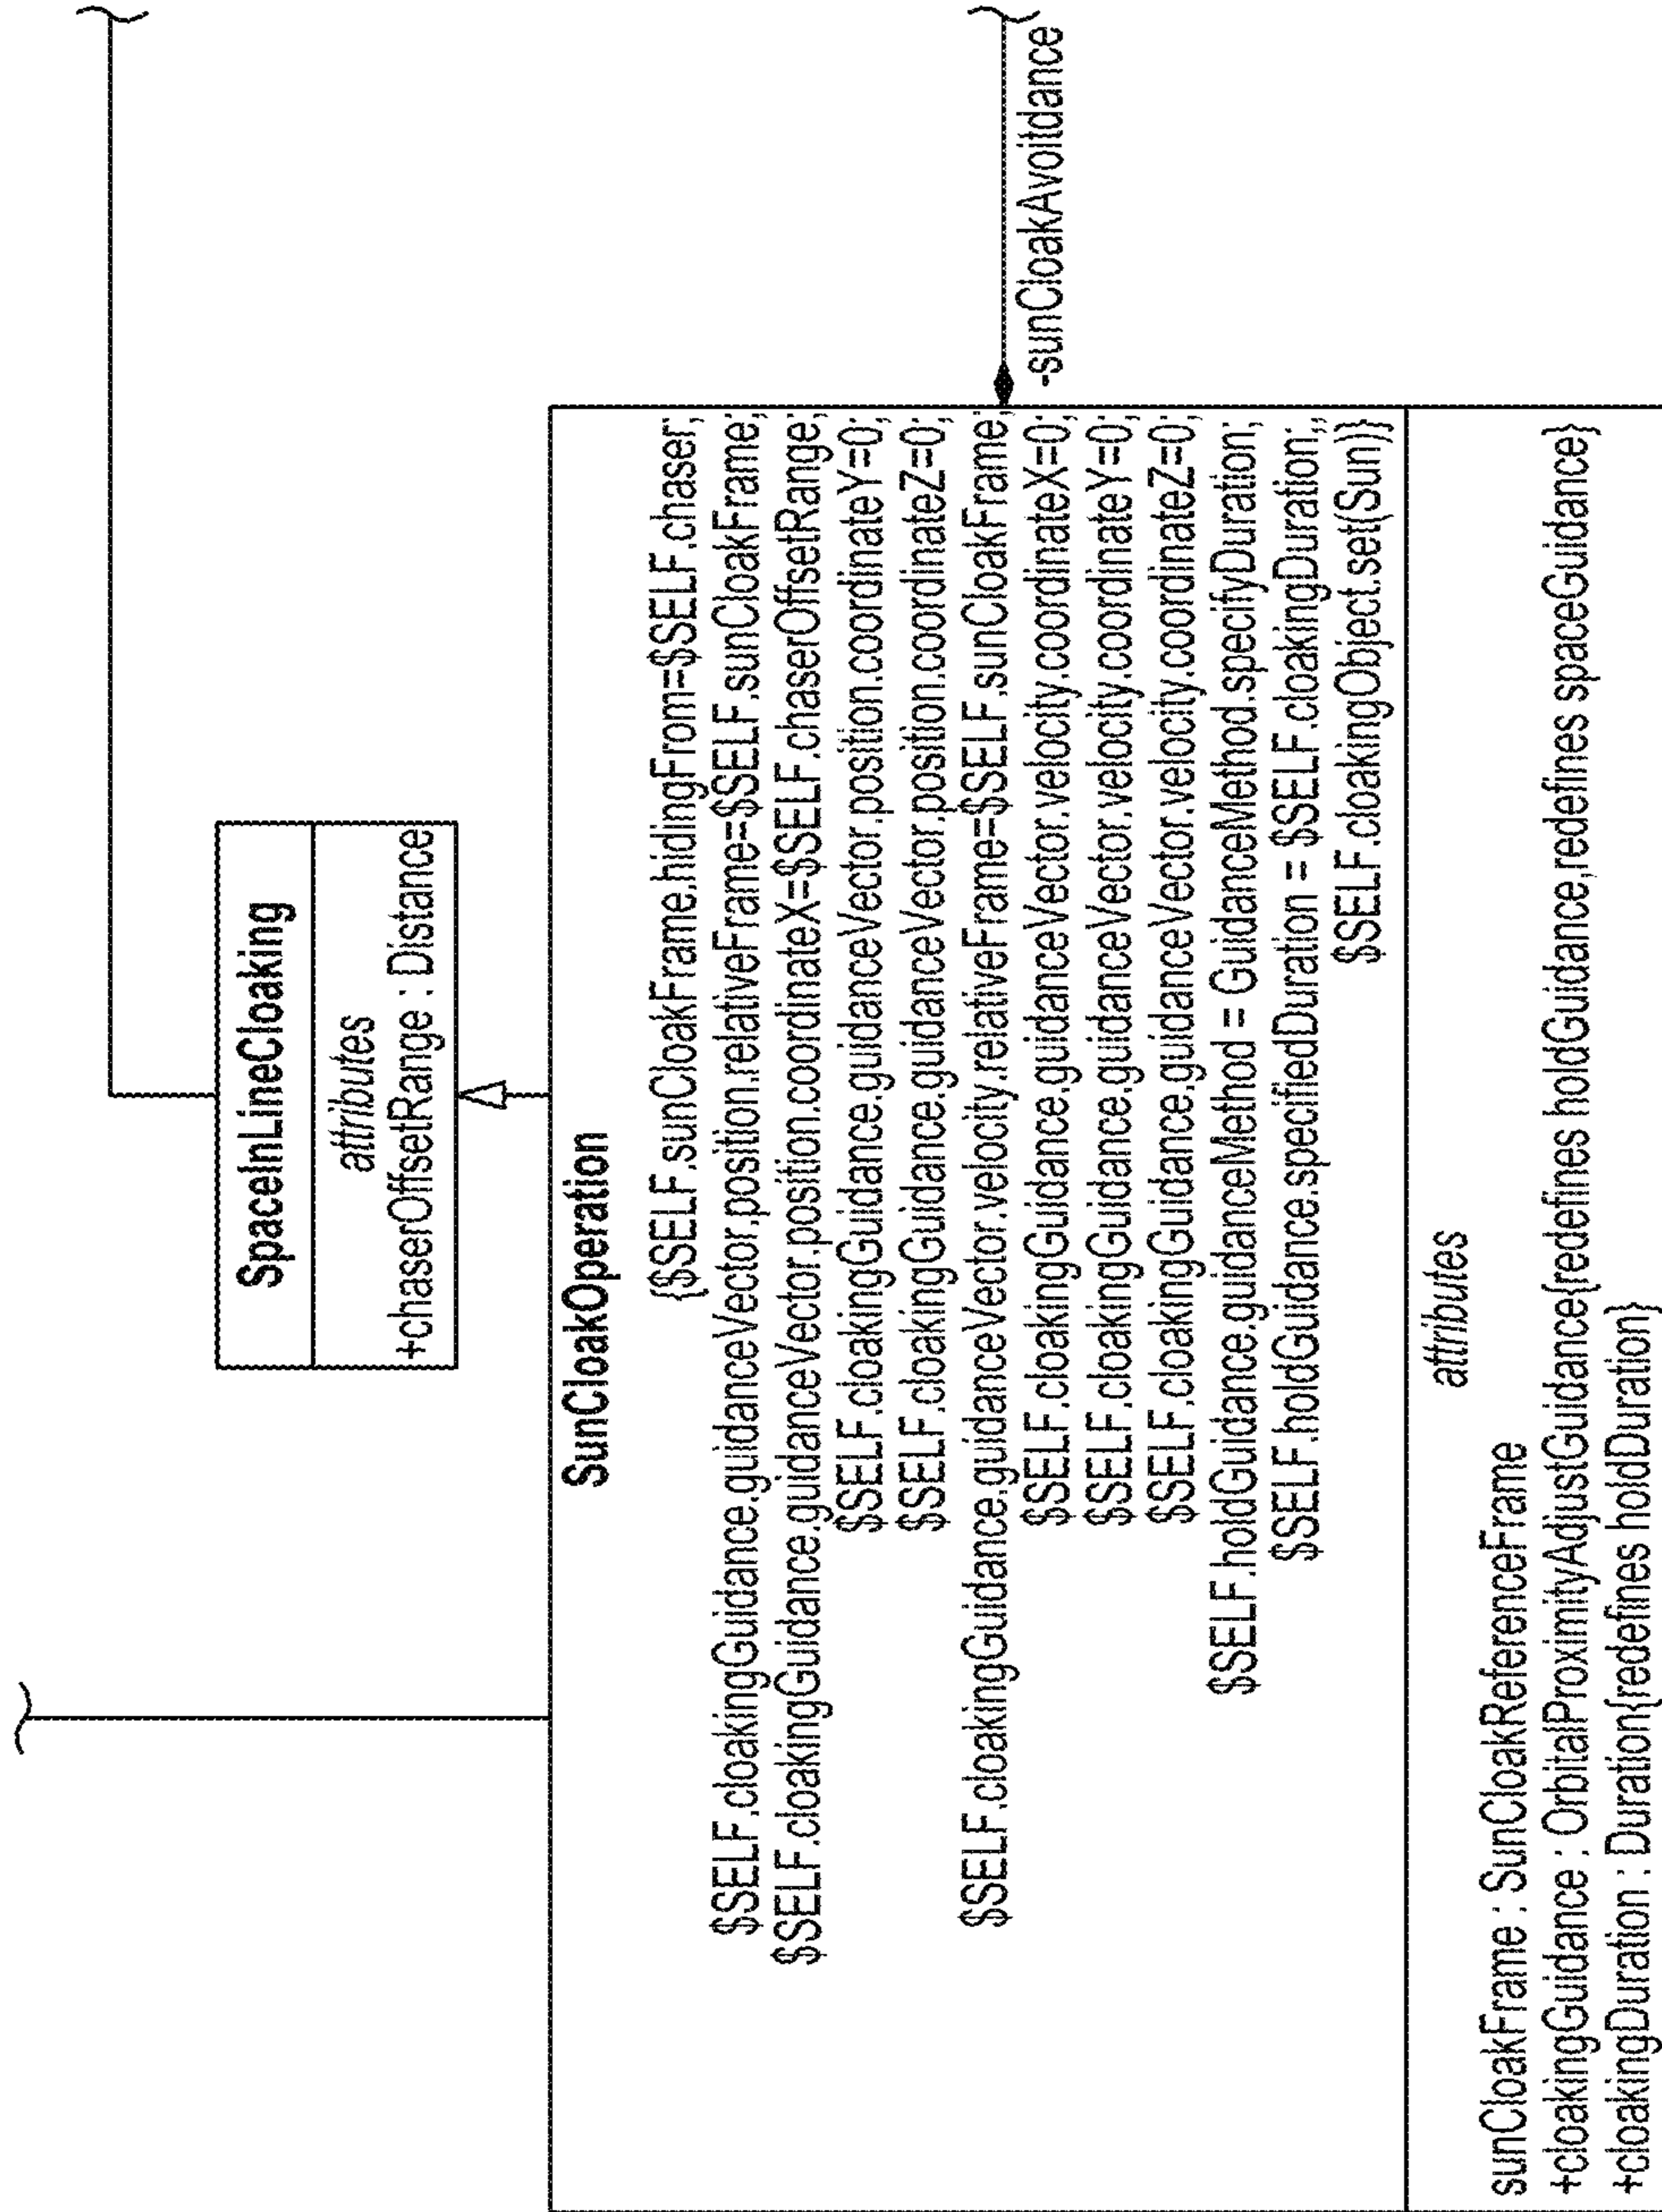 SpaceInLineCloaking
attributes
+chaserOffsetRange : Distance
SunCloakOperation
{$SELF.sunCloakFrame.hidingFrom=$SELF.chaser;
$SELF.cloakingGuidance.guidanceVector.position.relativeFrame=$SELF.sunCloakFrame;
$SELF.cloakingGuidance.guidanceVector.position.coordinateX=$SELF.chaserOffsetRange;
$SELF.cloakingGuidance.guidanceVector.position.coordinateY=0;
$SELF.cloakingGuidance.guidanceVector.position.coordinateZ=0;
$SELF.cloakingGuidance.guidanceVector.velocity.relativeFrame=$SELF.sunCloakFrame;
$SELF.cloakingGuidance.guidanceVector.velocity.coordinateX=0;
$SELF.cloakingGuidance.guidanceVector.velocity.coordinateY=0;
$SELF.cloakingGuidance.guidanceVector.velocity.coordinateZ=0;
$SELF.holdGuidance.guidanceMethod = GuidanceMethod.specifyDuration;
$SELF.holdGuidance.specifiedDuration = $SELF.cloakingDuration;,
$SELF.cloakingObject.set(Sun)}
-sunCloakAvoitdance
attributes
sunCloakFrame : SunCloakReferenceFrame
+cloakingGuidance : OrbitalProximityAdjustGuidance{redefines holdGuidance,redefines spaceGuidance}
+cloakingDuration : Duration{redefines holdDuration}